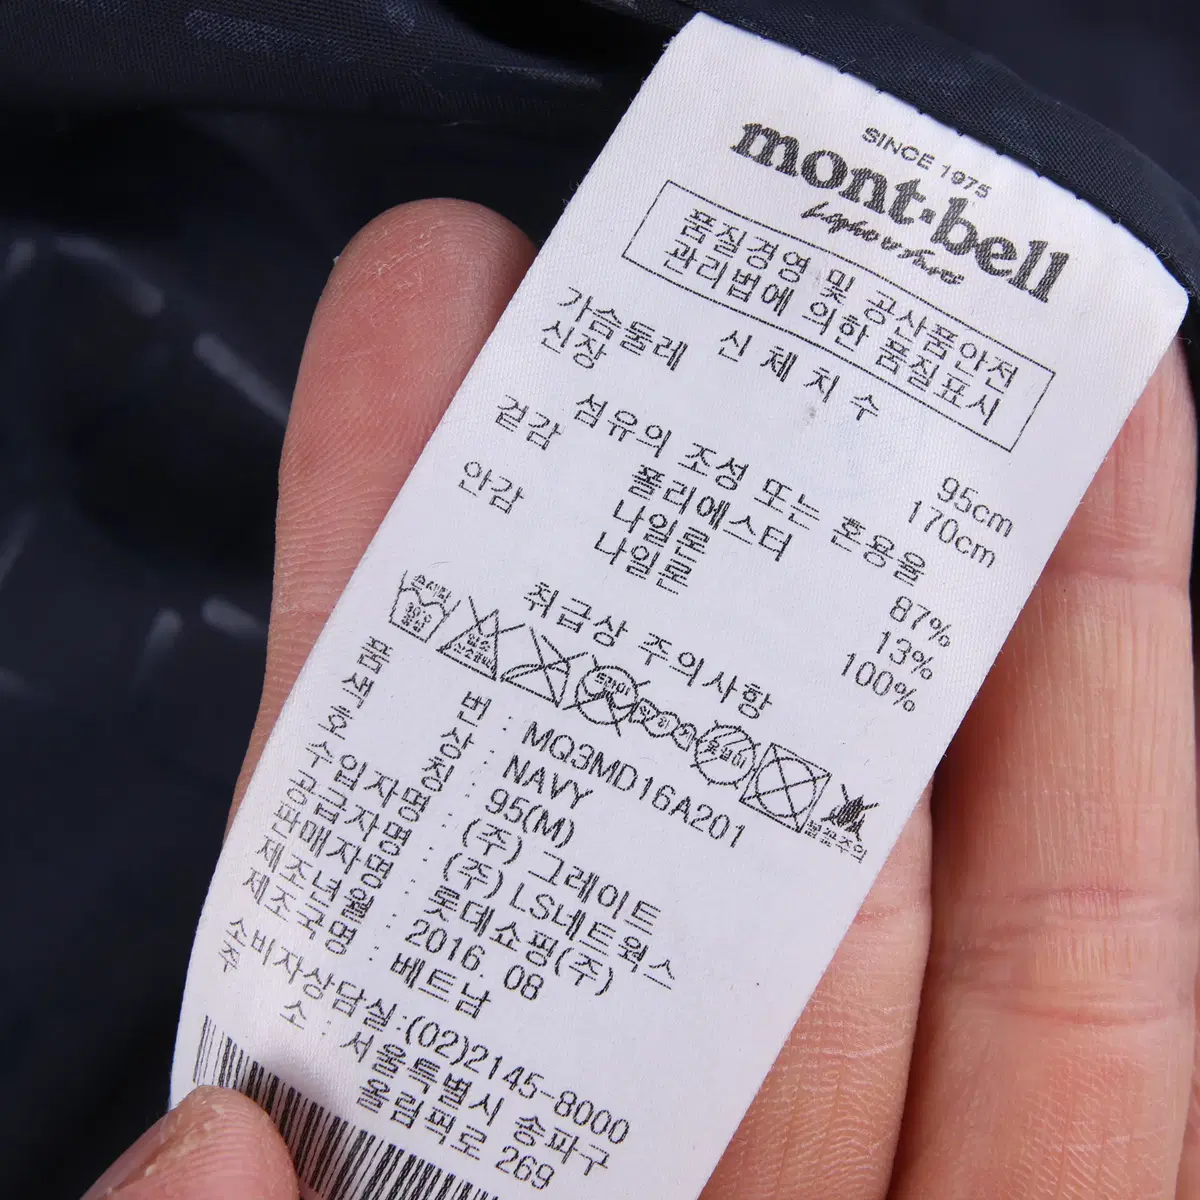 SINCE 1975
mont·bell
품질경영 및 공산품안전
관리법에 의한 품질표시
신 체 치 수
가슴둘레 95cm
신장 170cm
섬유의 조성 또는 혼용율
겉감 폴리에스터 87%
나일론 13%
안감 나일론 100%
취급상 주의사항
품 번 : MQ3MD16A201
색 상 : NAVY
호 칭 : 95(M)
수입자명 : (주) 그레이트
공급자명 : (주) LS네트웍스
판매자명 : 롯데쇼핑(주)
제조년월 : 2016. 08
제조국명 : 베트남
소비자상담실:(02)2145-8000
주 소 : 서울특별시 송파구
올림픽로 269